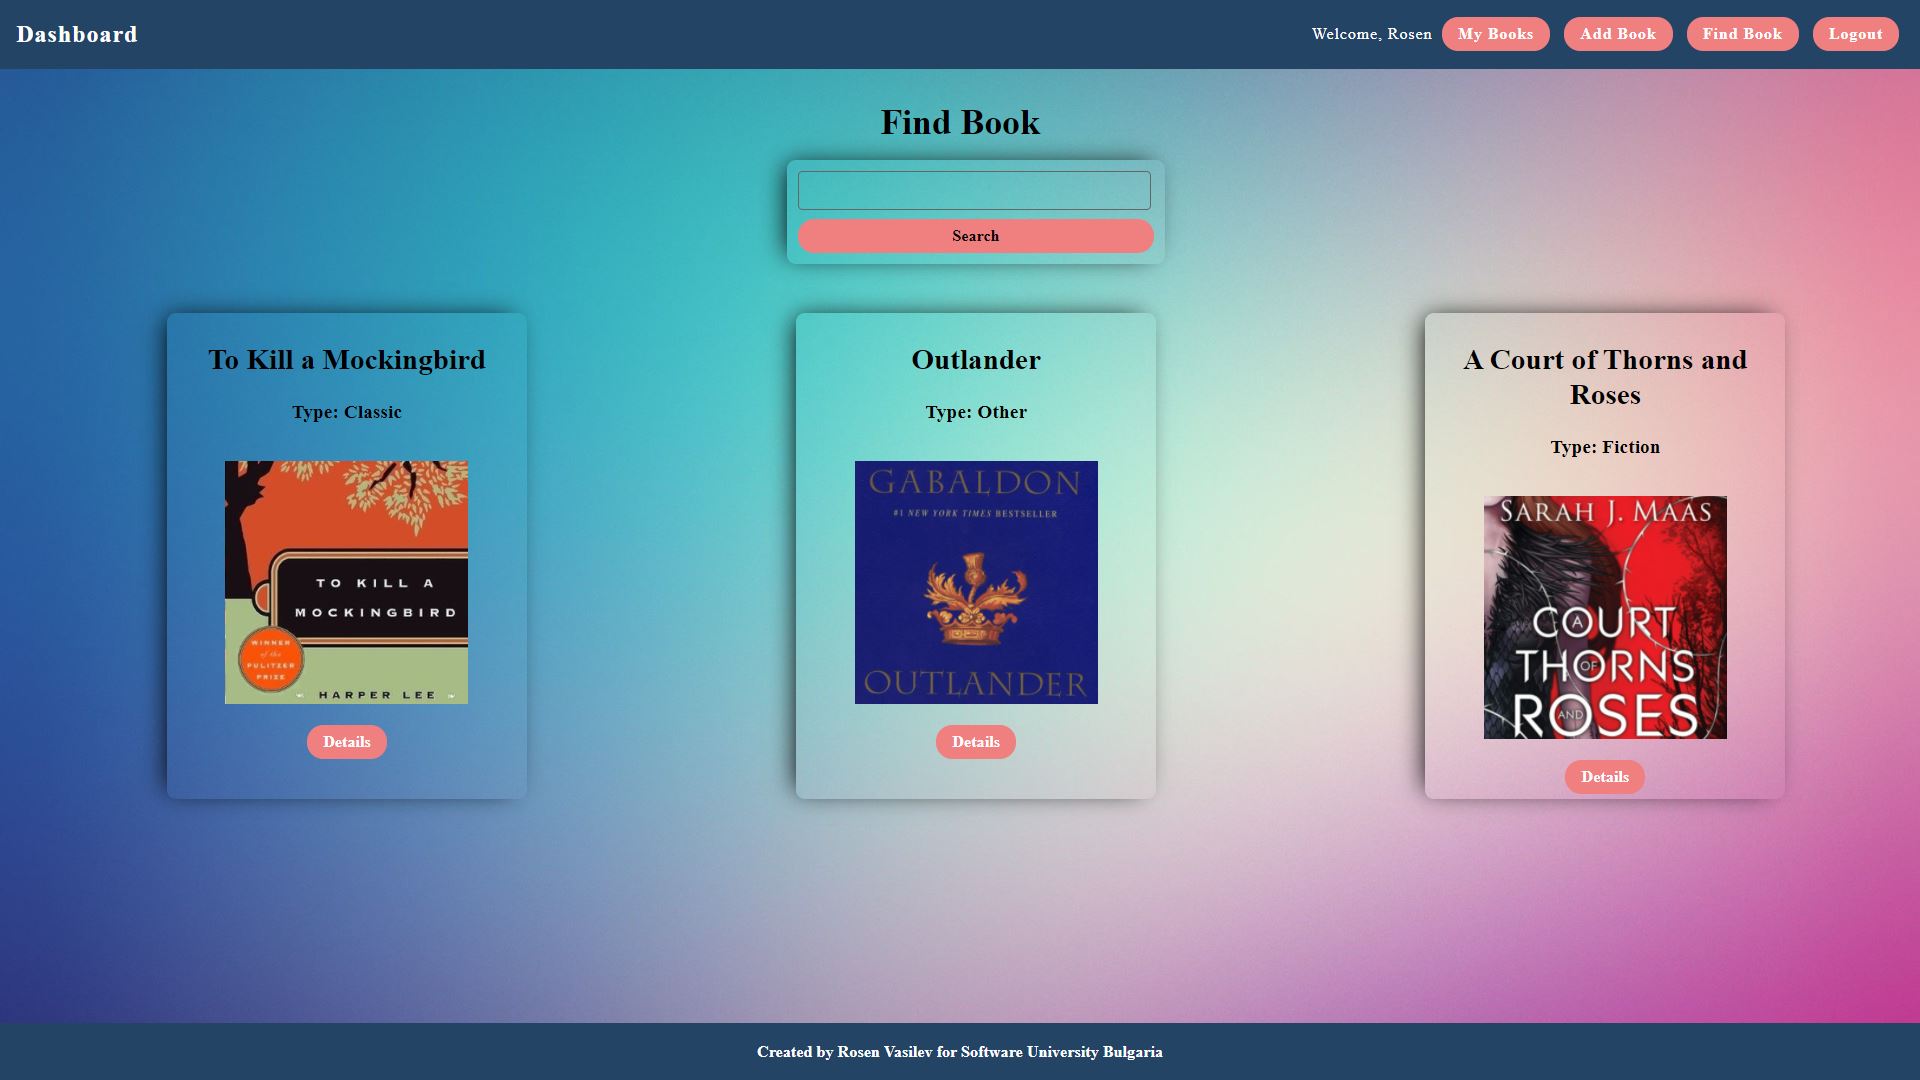 Dashboard
Welcome, Rosen
My Books
Add Book
Find Book
Logout
Find Book
Search
To Kill a Mockingbird
Type: Classic
TO KILL A
MOCKINGBIRD
WINNER
of the
PULITZER
PRIZE
HARPER LEE
Details
Outlander
Type: Other
GABALDON
#1 NEW YORK TIMES BESTSELLER
OUTLANDER
Details
A Court of Thorns and
Roses
Type: Fiction
SARAH J. MAAS
A
COURT
OF
THORNS
AND
ROSES
Details
Created by Rosen Vasilev for Software University Bulgaria